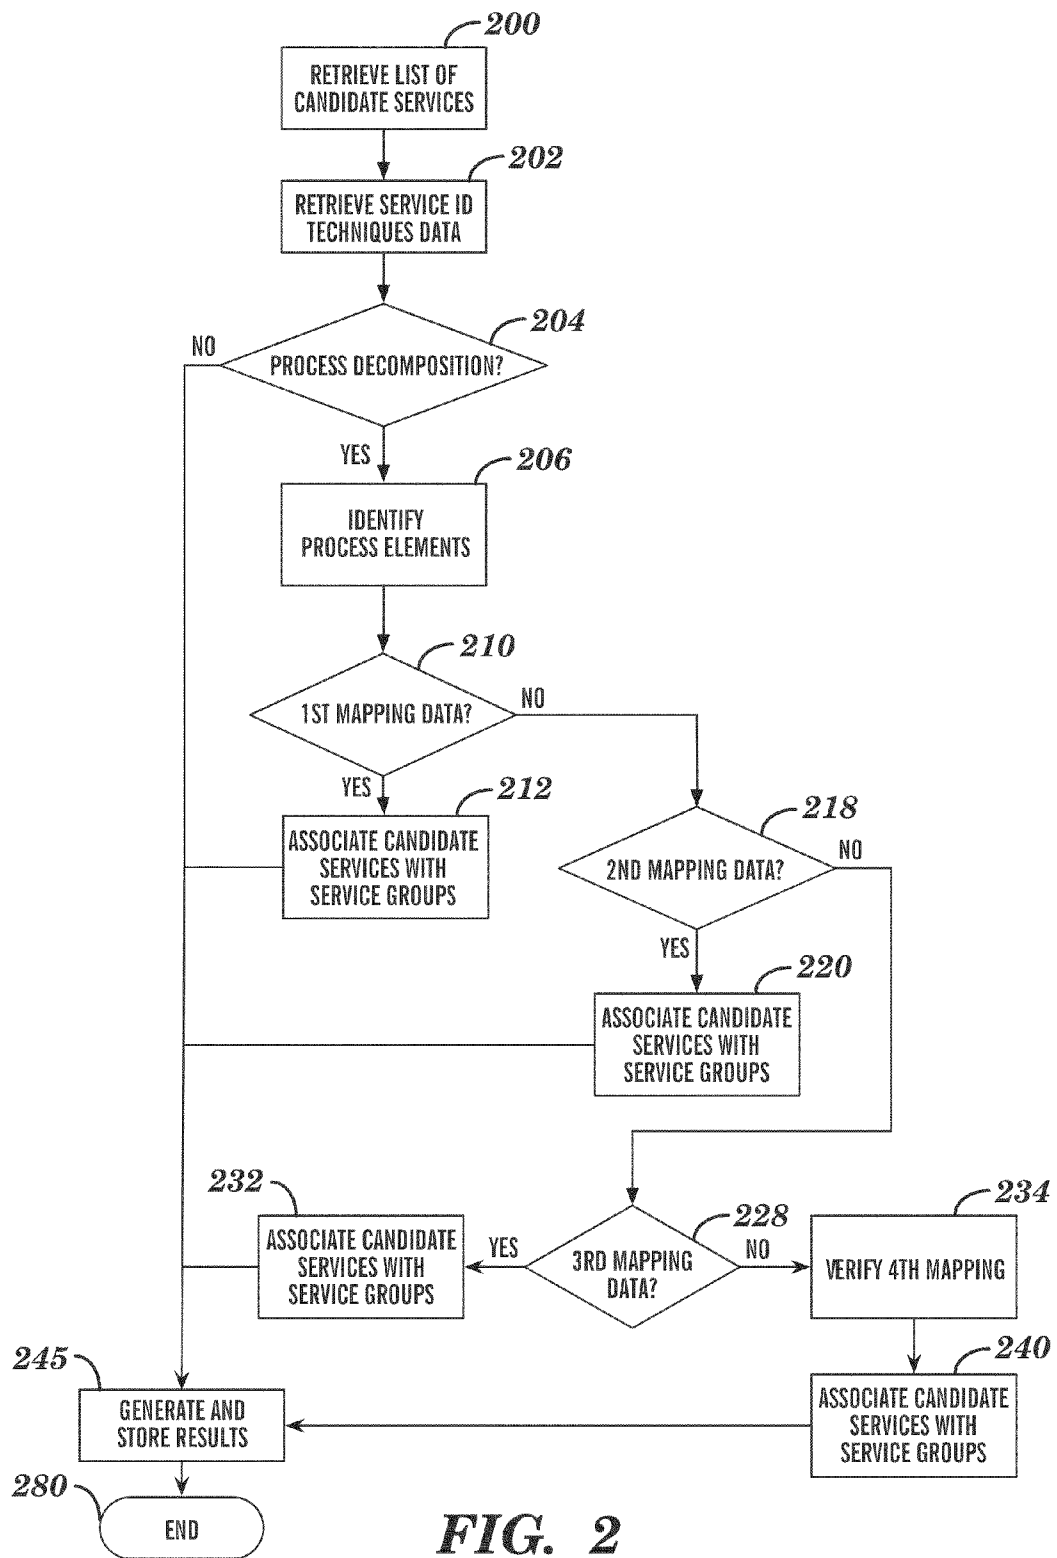 200
RETRIEVE LIST OF
CANDIDATE SERVICES
202
RETRIEVE SERVICE ID
TECHNIQUES DATA
204
NO
PROCESS DECOMPOSITION?
YES
206
IDENTIFY
PROCESS ELEMENTS
210
1ST MAPPING DATA?
NO
YES
212
ASSOCIATE CANDIDATE
SERVICES WITH
SERVICE GROUPS
218
2ND MAPPING DATA?
NO
YES
220
ASSOCIATE CANDIDATE
SERVICES WITH
SERVICE GROUPS
232
ASSOCIATE CANDIDATE
SERVICES WITH
SERVICE GROUPS
YES
228
3RD MAPPING
DATA?
NO
234
VERIFY 4TH MAPPING
240
ASSOCIATE CANDIDATE
SERVICES WITH
SERVICE GROUPS
245
GENERATE AND
STORE RESULTS
280
END
FIG. 2